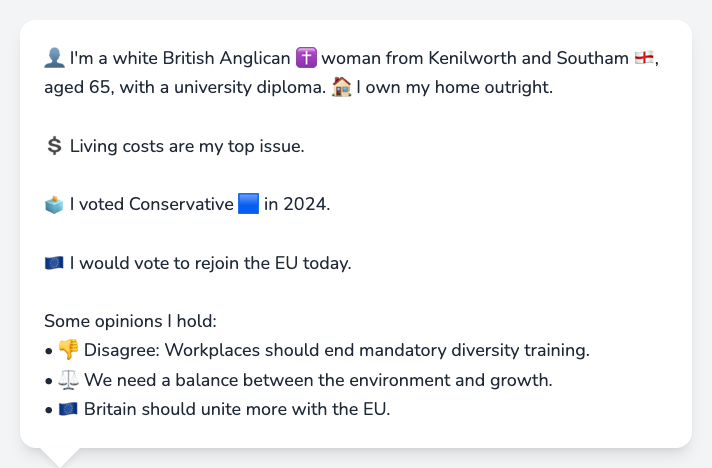 👤 I'm a white British Anglican ✝️ woman from Kenilworth and Southam 🏴󠁧󠁢󠁥󠁮󠁧󠁿,
aged 65, with a university diploma. 🏠 I own my home outright.
💲 Living costs are my top issue.
🗳️ I voted Conservative 🟦 in 2024.
🇪🇺 I would vote to rejoin the EU today.
Some opinions I hold:
• 👎 Disagree: Workplaces should end mandatory diversity training.
• ⚖️ We need a balance between the environment and growth.
• 🇪🇺 Britain should unite more with the EU.